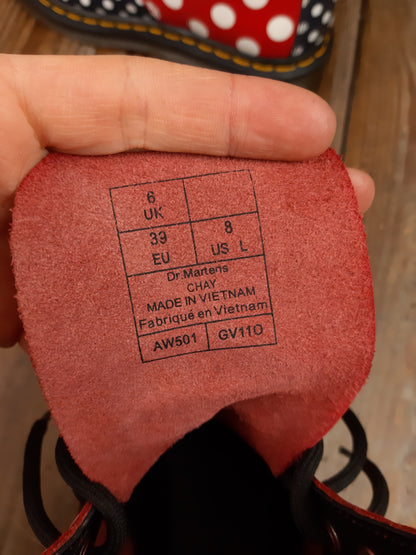 6
UK
39 8
EU US L
Dr Martens
CHAY
MADE IN VIETNAM
Fabriqué en Vietnam
AW501 GV11O